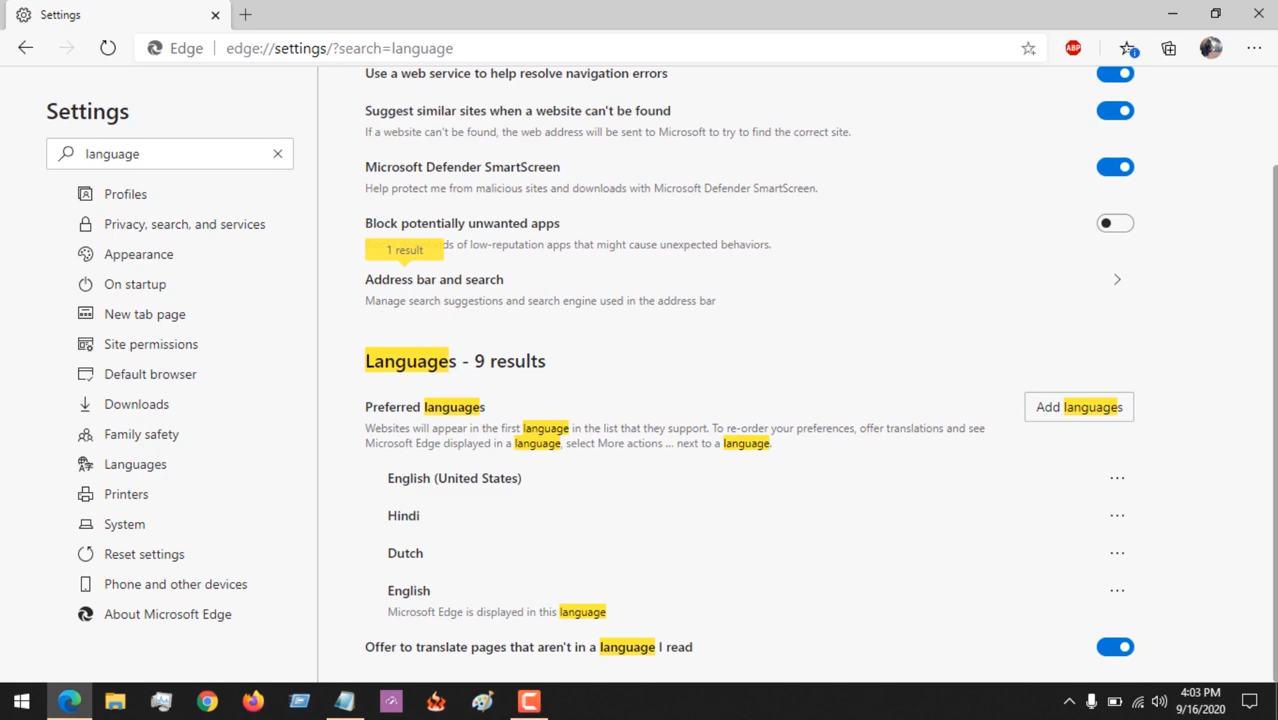 Settings
Edge
edge://settings/?search=language
ABP
Settings
language
Profiles
Privacy, search, and services
Appearance
On startup
New tab page
Site permissions
Default browser
Downloads
Family safety
Languages
Printers
System
Reset settings
Phone and other devices
About Microsoft Edge
Use a web service to help resolve navigation errors
Suggest similar sites when a website can't be found
If a website can't be found, the web address will be sent to Microsoft to try to find the correct site.
Microsoft Defender SmartScreen
Help protect me from malicious sites and downloads with Microsoft Defender SmartScreen.
Block potentially unwanted apps
1 result
of low-reputation apps that might cause unexpected behaviors.
Address bar and search
Manage search suggestions and search engine used in the address bar
Languages - 9 results
Preferred languages
Add languages
Websites will appear in the first language in the list that they support. To re-order your preferences, offer translations and see
Microsoft Edge displayed in a language, select More actions ... next to a language.
English (United States)
Hindi
Dutch
English
Microsoft Edge is displayed in this language
Offer to translate pages that aren't in a language I read
4:03 PM
9/16/2020